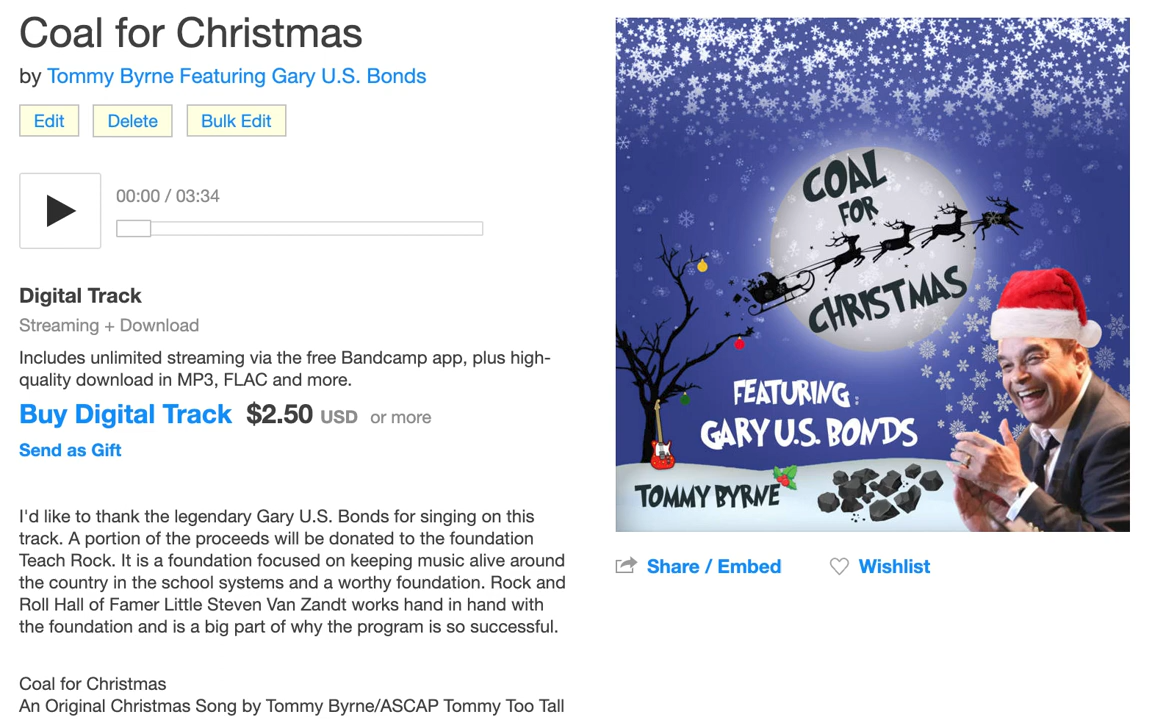 Coal for Christmas
by Tommy Byrne Featuring Gary U.S. Bonds
Edit
Delete
Bulk Edit
00:00 / 03:34
Digital Track
Streaming + Download
Includes unlimited streaming via the free Bandcamp app, plus high-
quality download in MP3, FLAC and more.
Buy Digital Track $2.50 USD or more
Send as Gift
I'd like to thank the legendary Gary U.S. Bonds for singing on this
track. A portion of the proceeds will be donated to the foundation
Teach Rock. It is a foundation focused on keeping music alive around
the country in the school systems and a worthy foundation. Rock and
Roll Hall of Famer Little Steven Van Zandt works hand in hand with
the foundation and is a big part of why the program is so successful.
Coal for Christmas
An Original Christmas Song by Tommy Byrne/ASCAP Tommy Too Tall
COAL
FOR
CHRISTMAS
FEATURING:
GARY U.S. BONDS
TOMMY BYRNE
Share / Embed
Wishlist